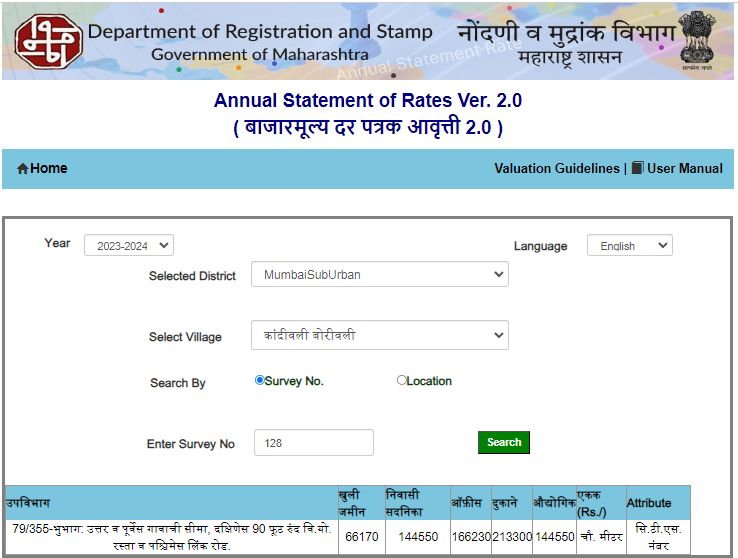 Department of Registration and Stamp
Government of Maharashtra
नोंदणी व मुद्रांक विभाग
महाराष्ट्र शासन
Annual Statement Rate
Annual Statement of Rates Ver. 2.0
( बाजारमूल्य दर पत्रक आवृत्ती 2.0 )
Home
Valuation Guidelines | User Manual
Year 2023-2024
Language English
Selected District MumbaiSubUrban
Select Village कांदीवली बोरीवली
Search By Survey No. Location
Enter Survey No 128 Search
उपविभाग खुली जमीन निवासी सदनिका ऑफ़ीस दुकाने औद्योगिक एकक (Rs./) Attribute
79/355-भुभाग: उत्तर व पूर्वेस गावाची सीमा, दक्षिणेस 90 फूट रुंद वि.यो.
रस्ता व पश्चिमेस लिंक रोड. 66170 144550 166230 213300 144550 चौ. मीटर सि.टी.एस. नंबर